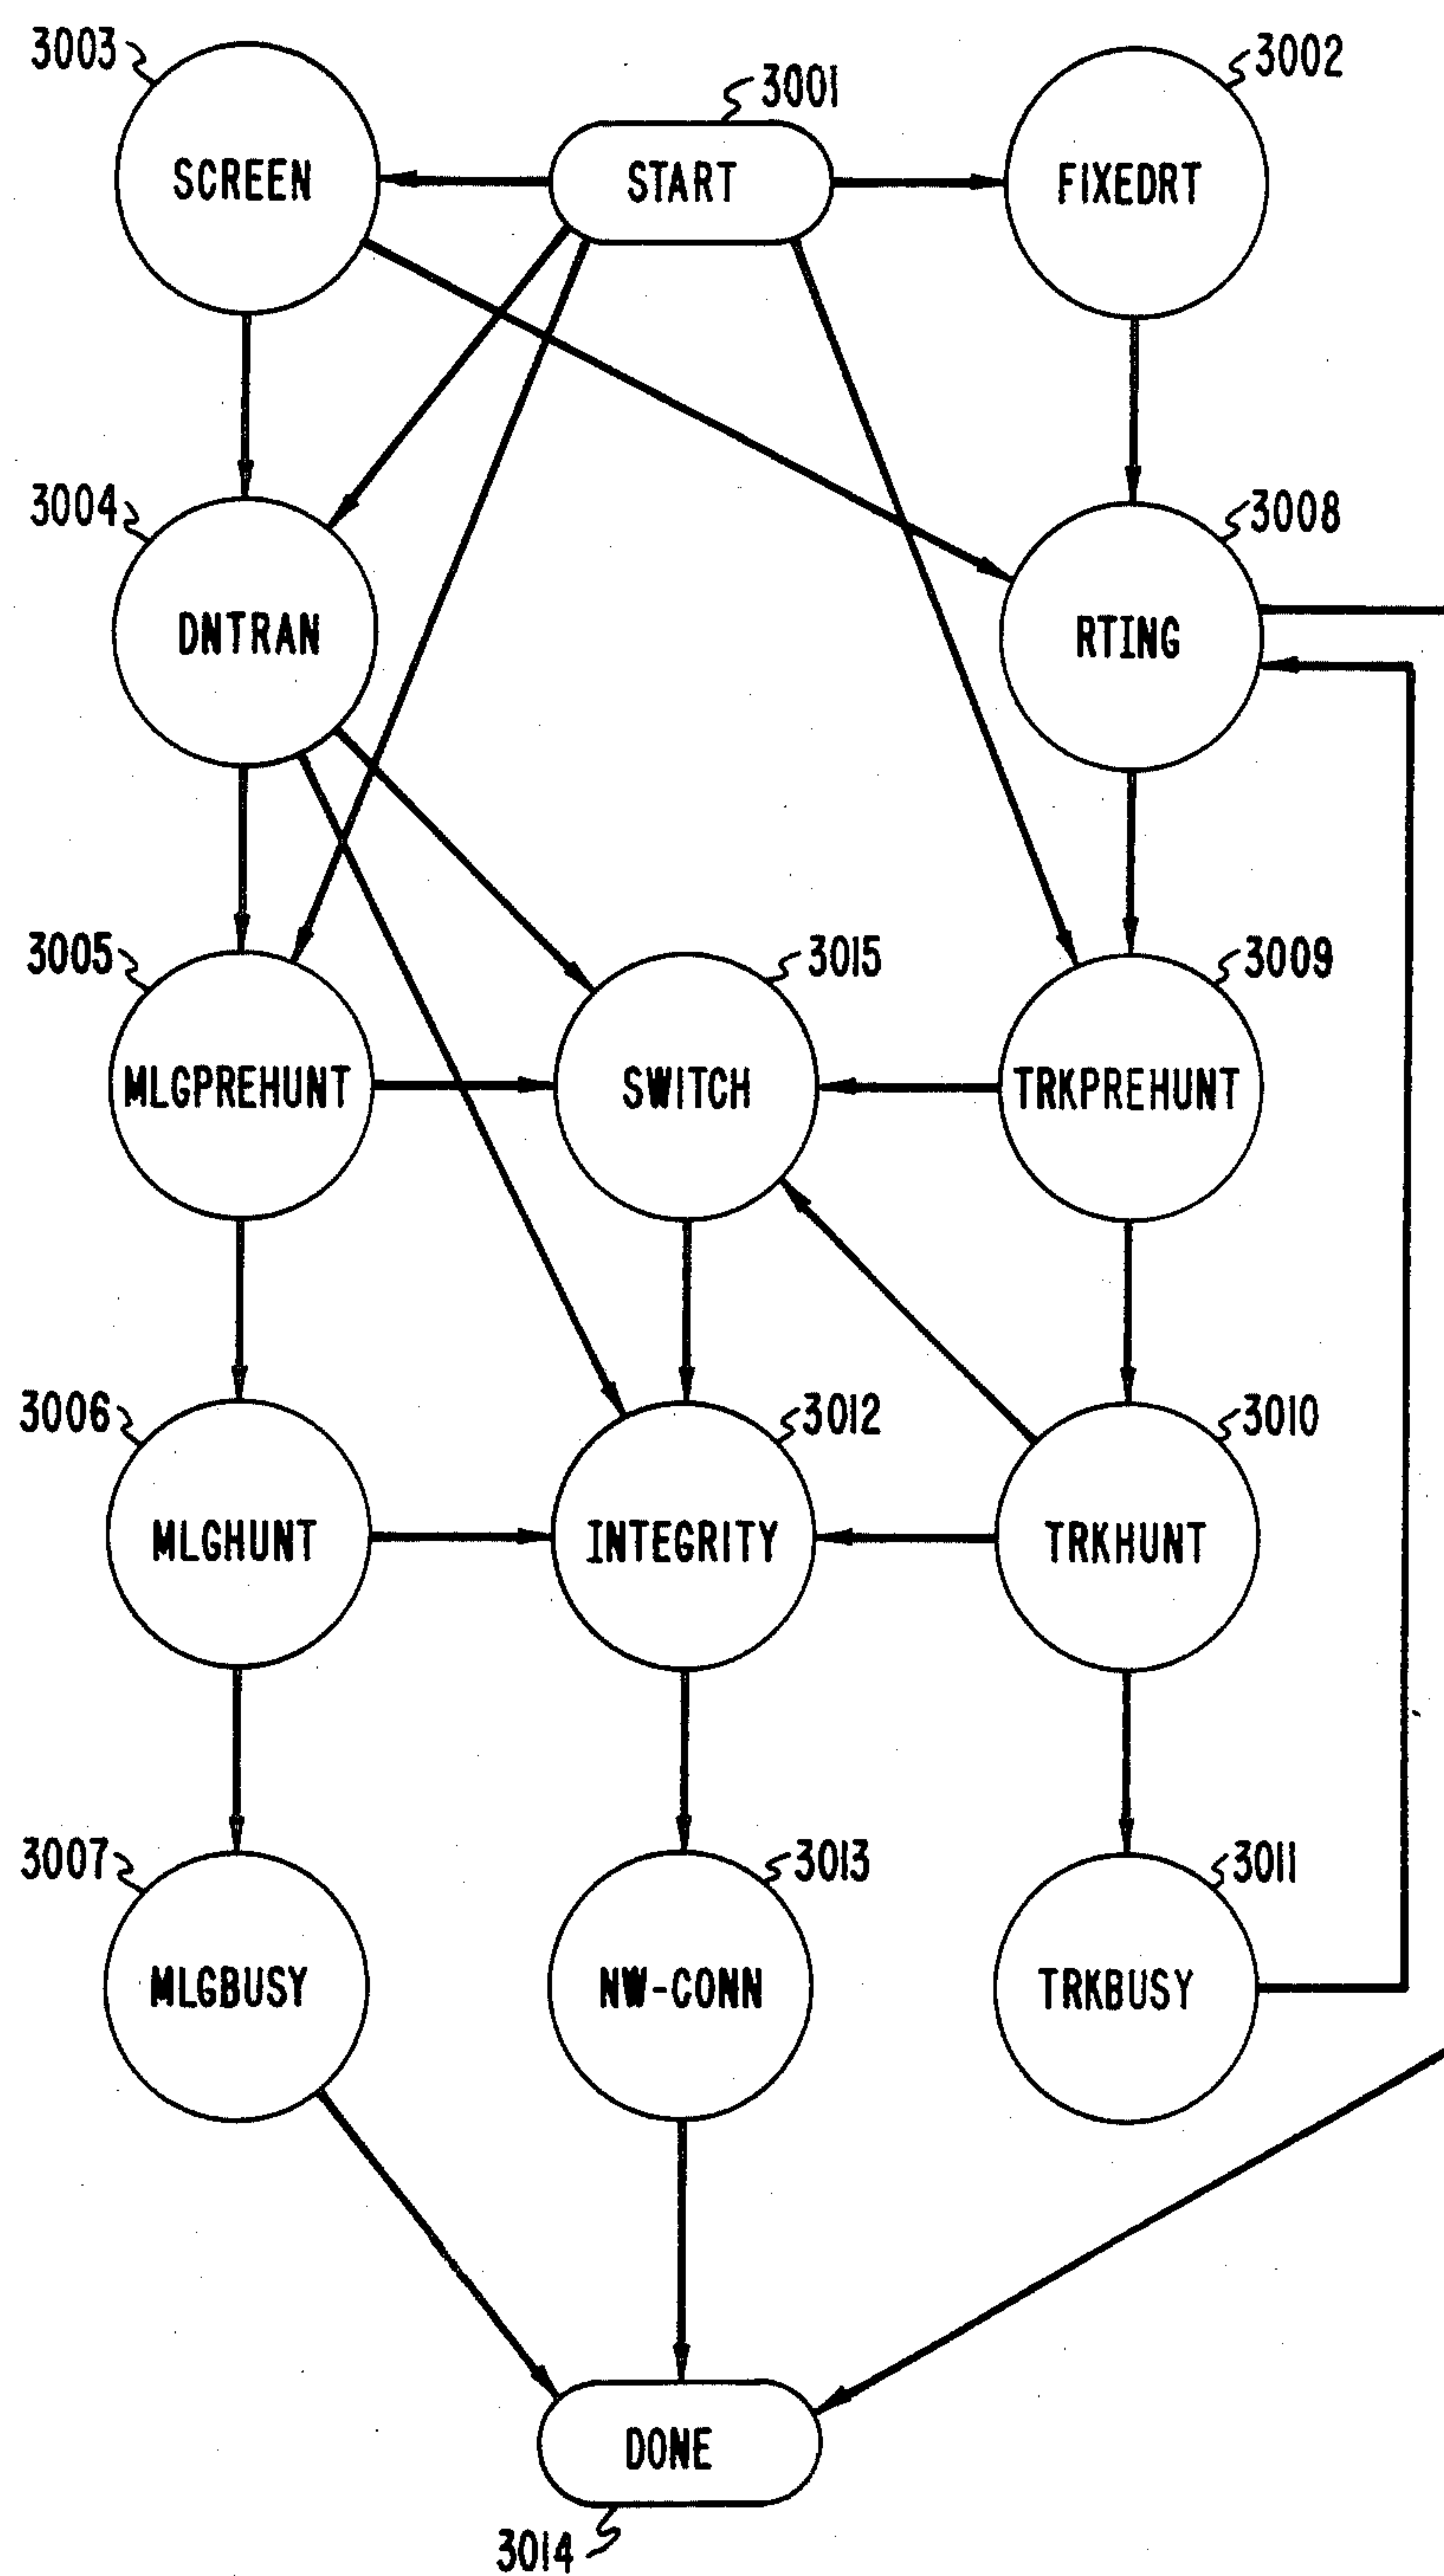 3003
3001
3002
SCREEN
START
FIXEDRT
3004
3008
DNTRAN
RTING
3005
3015
3009
MLGPREHUNT
SWITCH
TRKPREHUNT
3006
3012
3010
MLGHUNT
INTEGRITY
TRKHUNT
3007
3013
3011
MLGBUSY
NW-CONN
TRKBUSY
DONE
3014